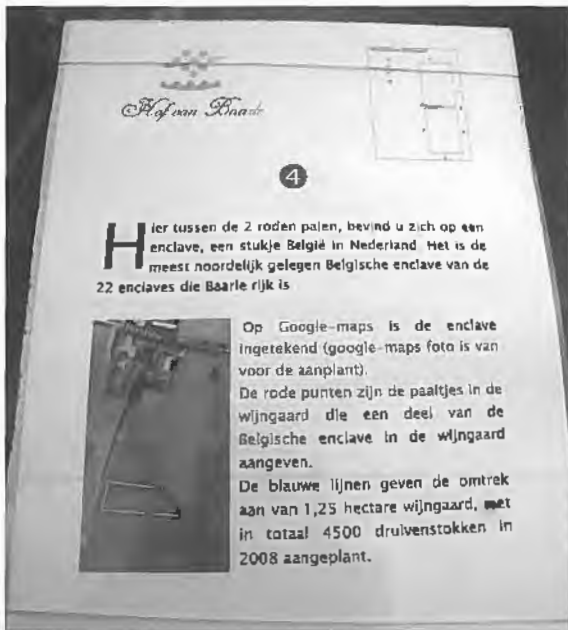 Hof van Baarle
4
Hier tussen de 2 roden palen, bevind u zich op een
enclave, een stukje België in Nederland. Het is de
meest noordelijk gelegen Belgische enclave van de
22 enclaves die Baarle rijk is
Op Google-maps is de enclave
ingetekend (google-maps foto is van
voor de aanplant).
De rode punten zijn de paaltjes in de
wijngaard die een deel van de
Belgische enclave in de wijngaard
aangeven.
De blauwe lijnen geven de omtrek
aan van 1,25 hectare wijngaard, met
in totaal 4500 druivenstokken in
2008 aangeplant.